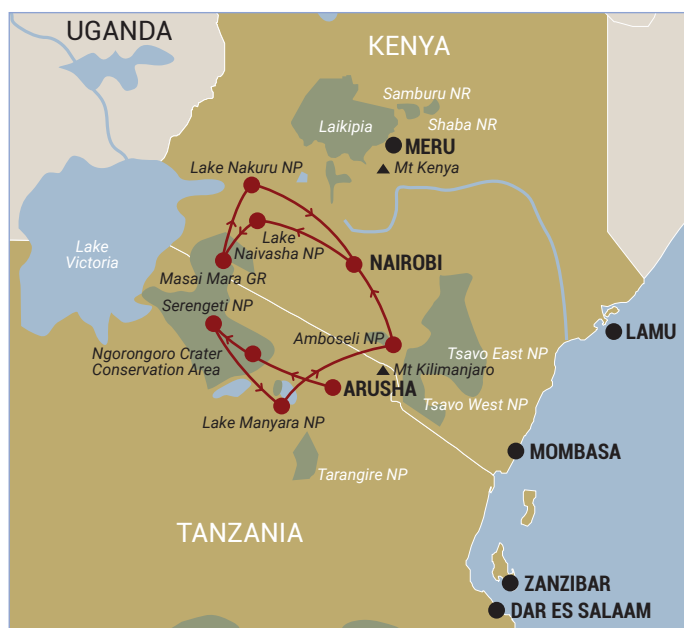 UGANDA
KENYA
Samburu NR
Laikipia
Shaba NR
MERU
Mt Kenya
Lake Nakuru NP
Lake
Naivasha NP
Lake
Victoria
NAIROBI
Masai Mara GR
Serengeti NP
Amboseli NP
LAMU
Ngorongoro Crater
Conservation Area
Tsavo East NP
Mt Kilimanjaro
ARUSHA
Tsavo West NP
Lake Manyara NP
MOMBASA
Tarangire NP
TANZANIA
ZANZIBAR
DAR ES SALAAM